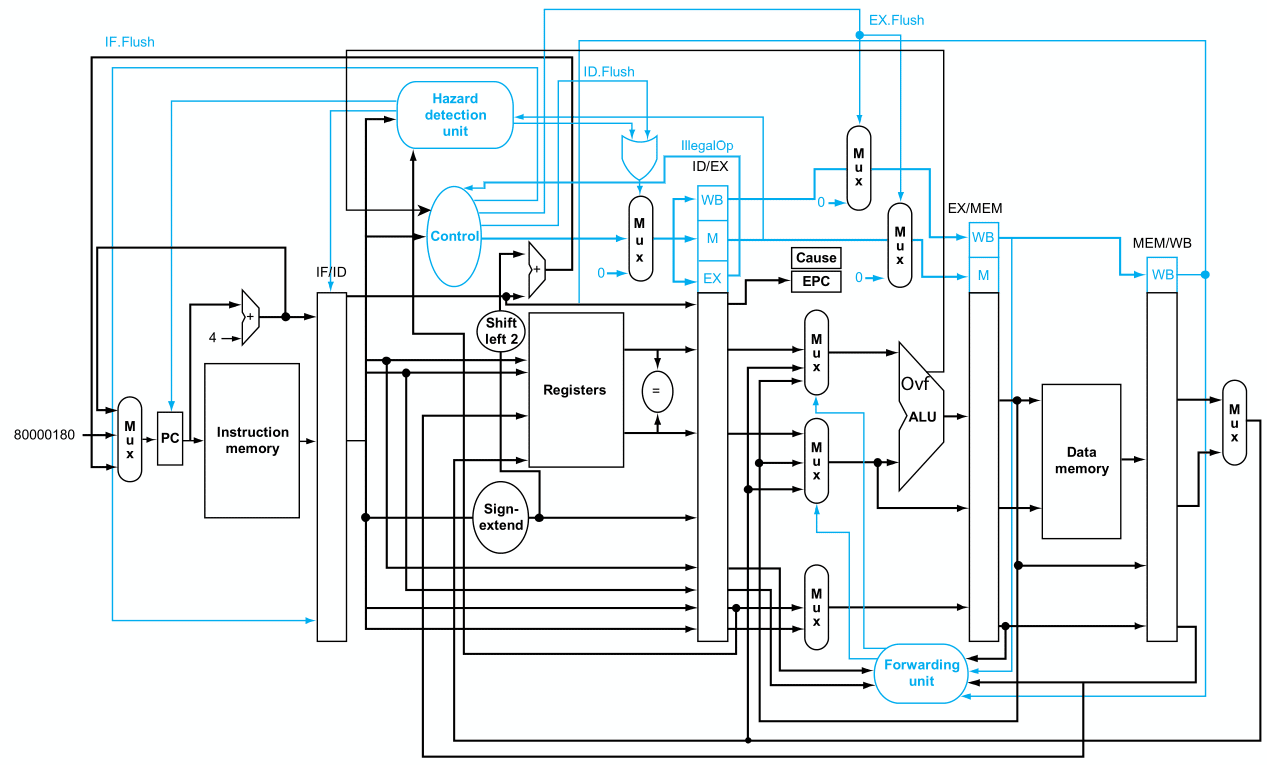 EX.Flush
IF.Flush
ID.Flush
Hazard
detection
unit
IllegalOp
ID/EX
M
u
x
WB
0
EX/MEM
Control
M
u
x
M
M
u
x
WB
MEM/WB
Cause
+
IF/ID
0
EX
EPC
0
M
WB
+
4
Shift
left 2
M
u
x
Registers
=
Ovf
ALU
Instruction
memory
M
u
x
PC
80000180
M
u
x
Data
memory
M
u
x
Sign-
extend
M
u
x
Forwarding
unit